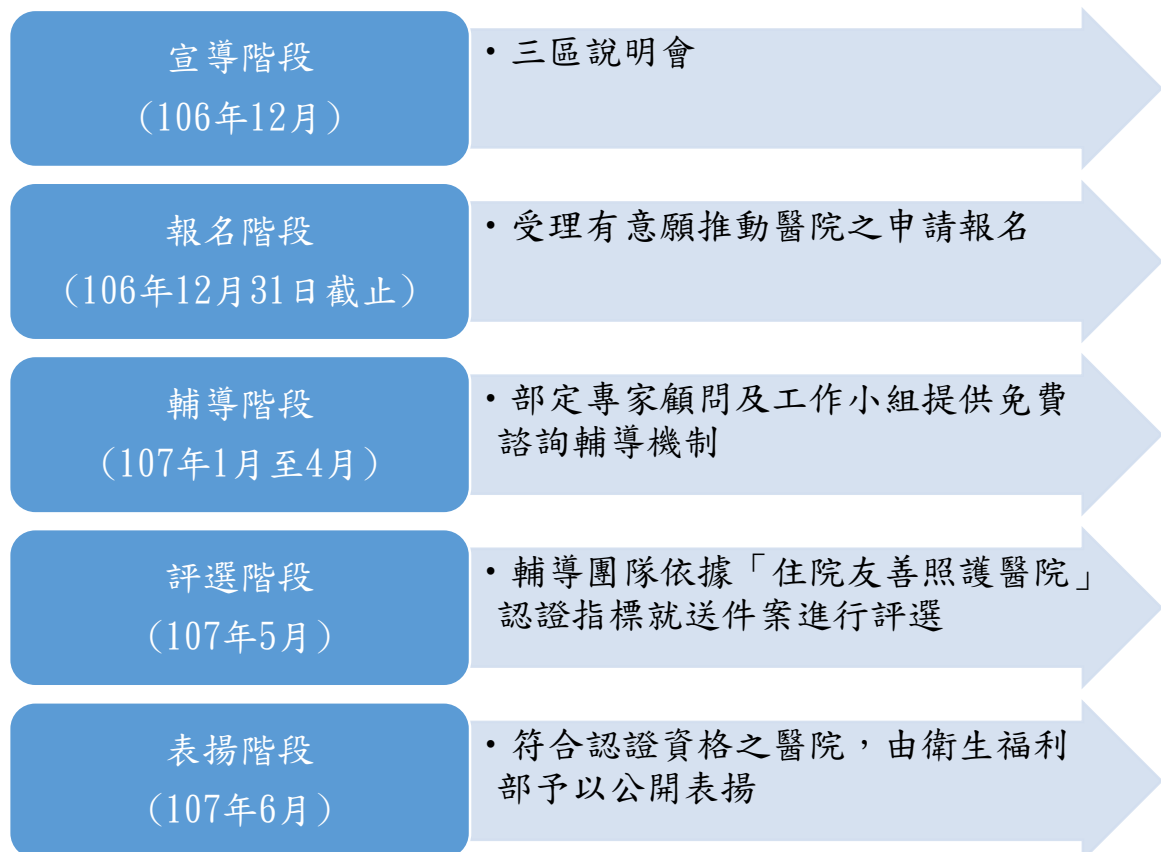 宣導階段
（106年12月）
•三區說明會
報名階段
（106年12月31日截止）
•受理有意願推動醫院之申請報名
輔導階段
（107年1月至4月）
•部定專家顧問及工作小組提供免費
諮詢輔導機制
評選階段
（107年5月）
•輔導團隊依據「住院友善照護醫院」
認證指標就送件案進行評選
表揚階段
（107年6月）
•符合認證資格之醫院，由衛生福利
部予以公開表揚